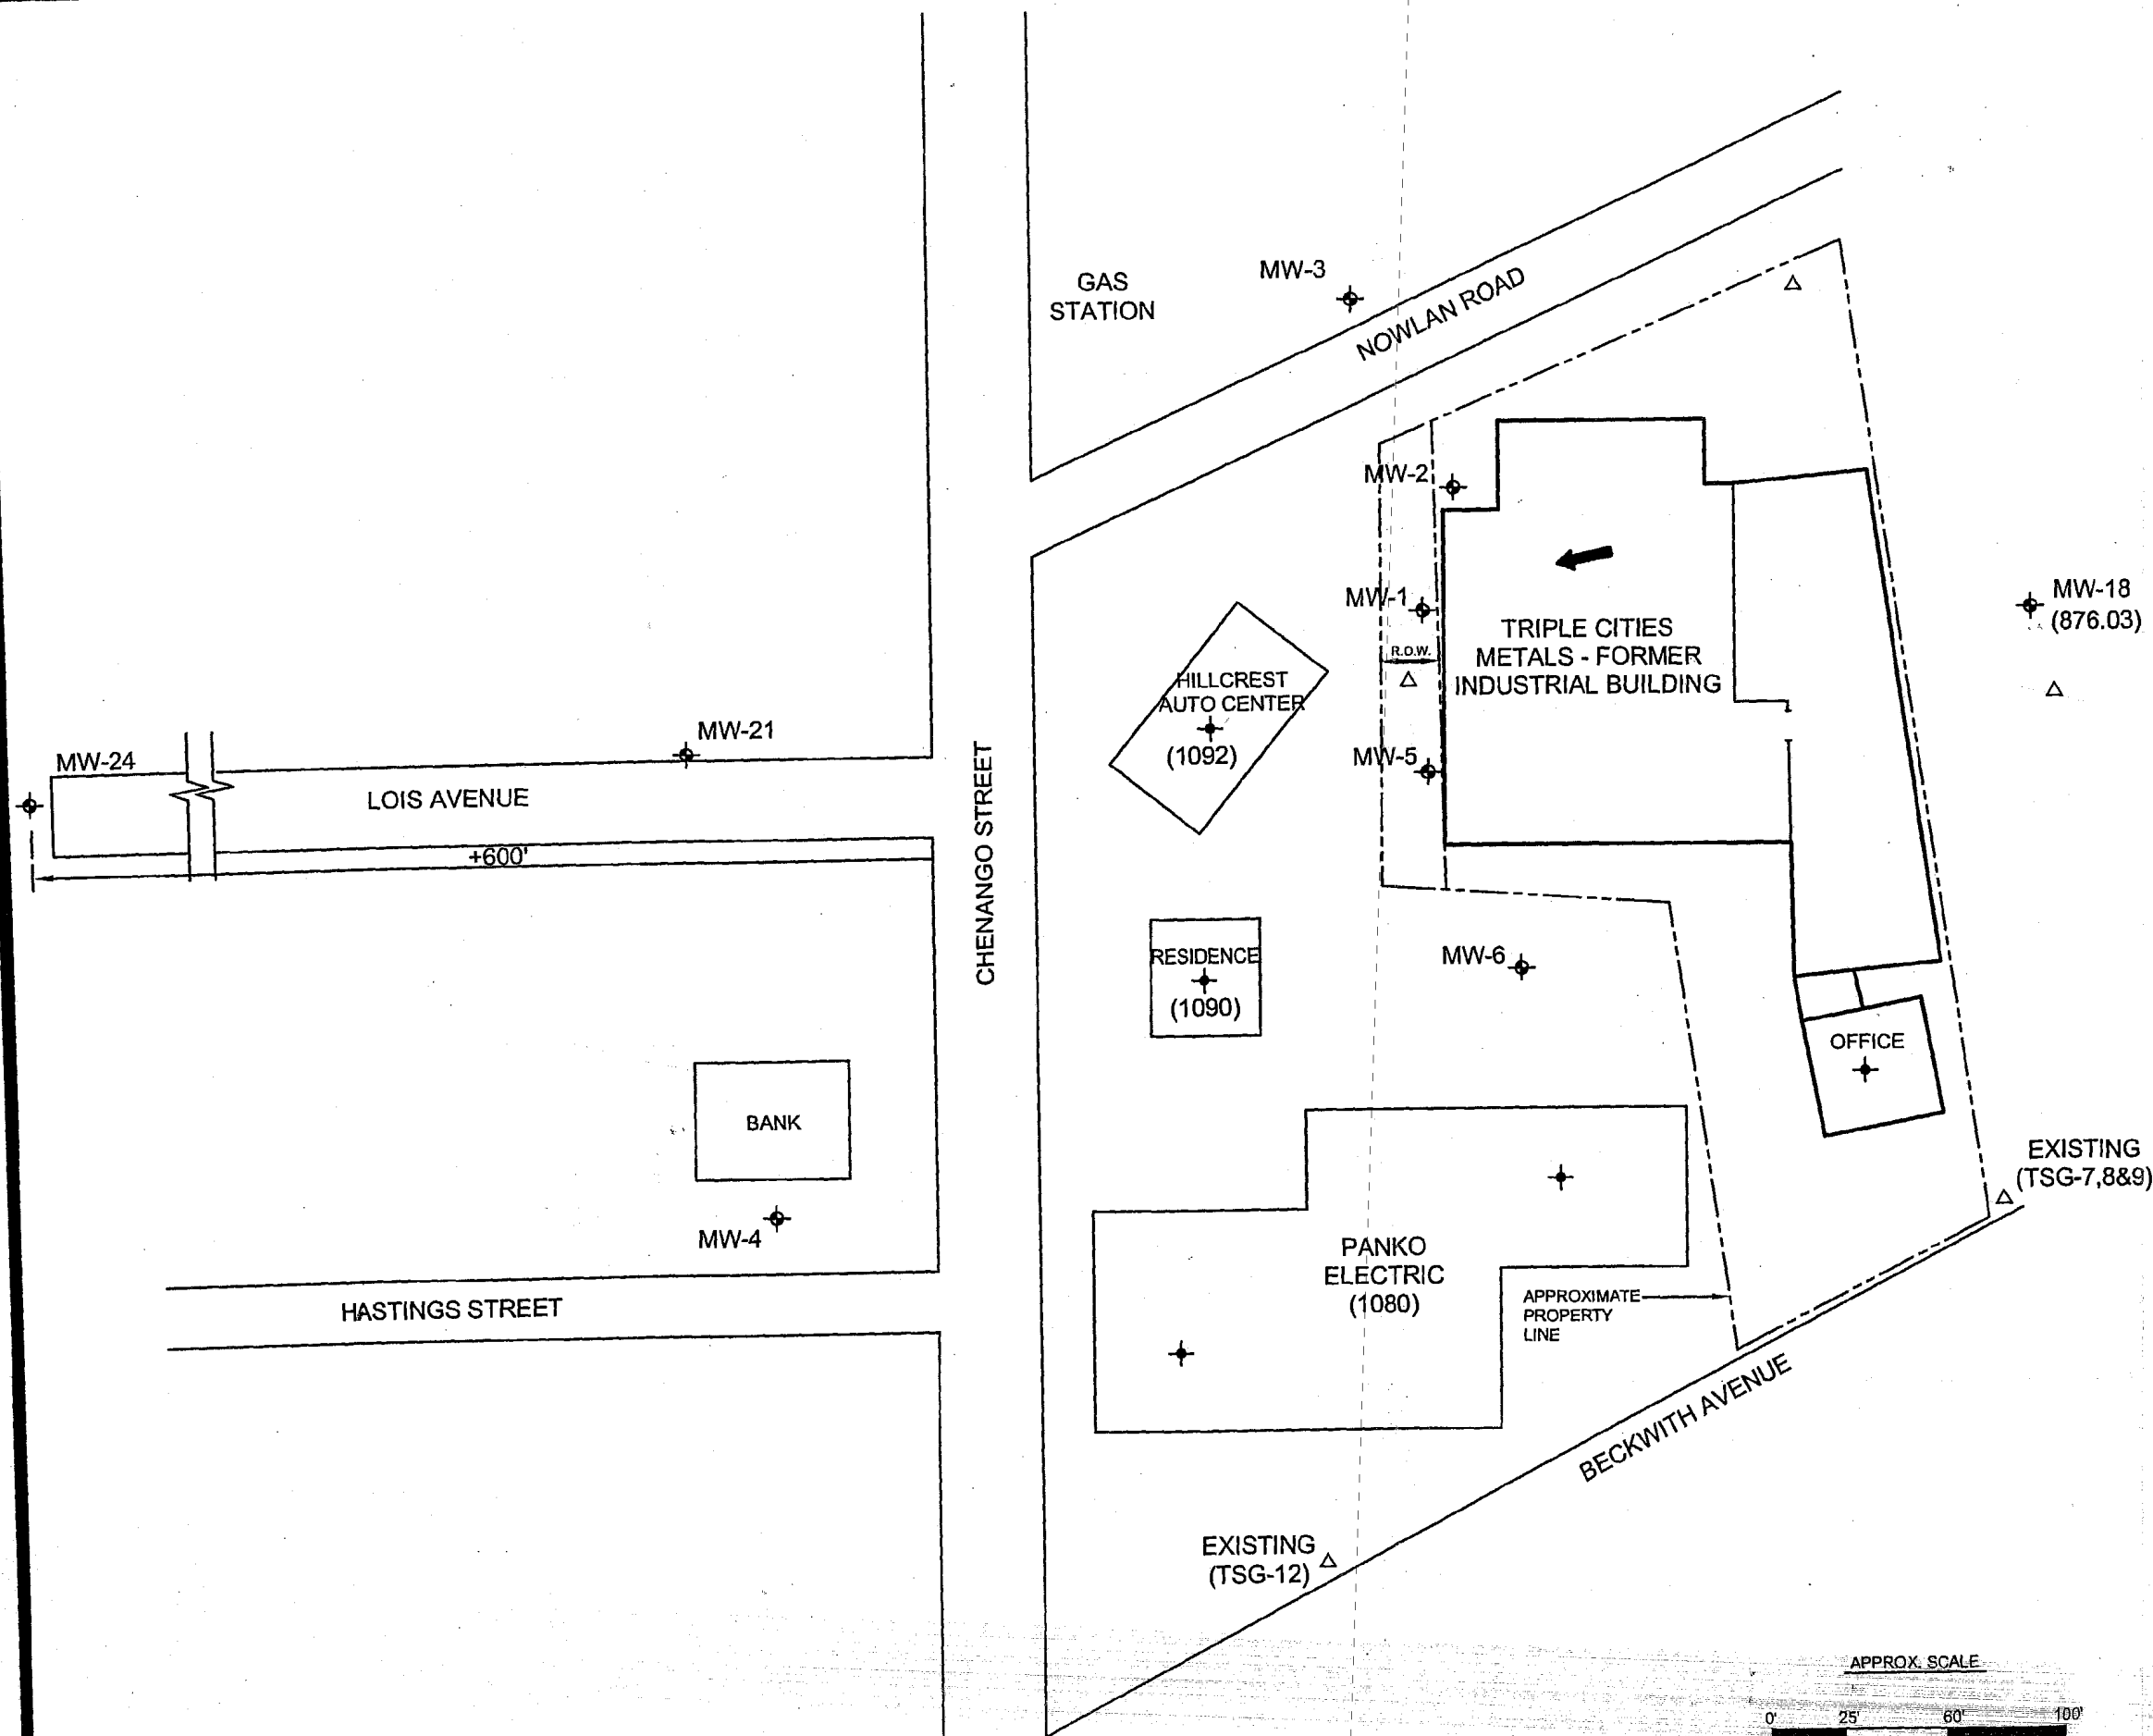 GAS
STATION
MW-3
NOWLAN ROAD
MW-2
MW-1
R.O.W.
TRIPLE CITIES
METALS - FORMER
INDUSTRIAL BUILDING
MW-18
(876.03)
HILLCREST
AUTO CENTER
(1092)
MW-5
MW-21
MW-24
LOIS AVENUE
+600'
CHENANGO STREET
RESIDENCE
(1090)
MW-6
OFFICE
BANK
MW-4
EXISTING
(TSG-7,8&9)
HASTINGS STREET
PANKO
ELECTRIC
(1080)
APPROXIMATE
PROPERTY
LINE
BECKWITH AVENUE
EXISTING
(TSG-12)
APPROX. SCALE
0' 25' 60' 100'